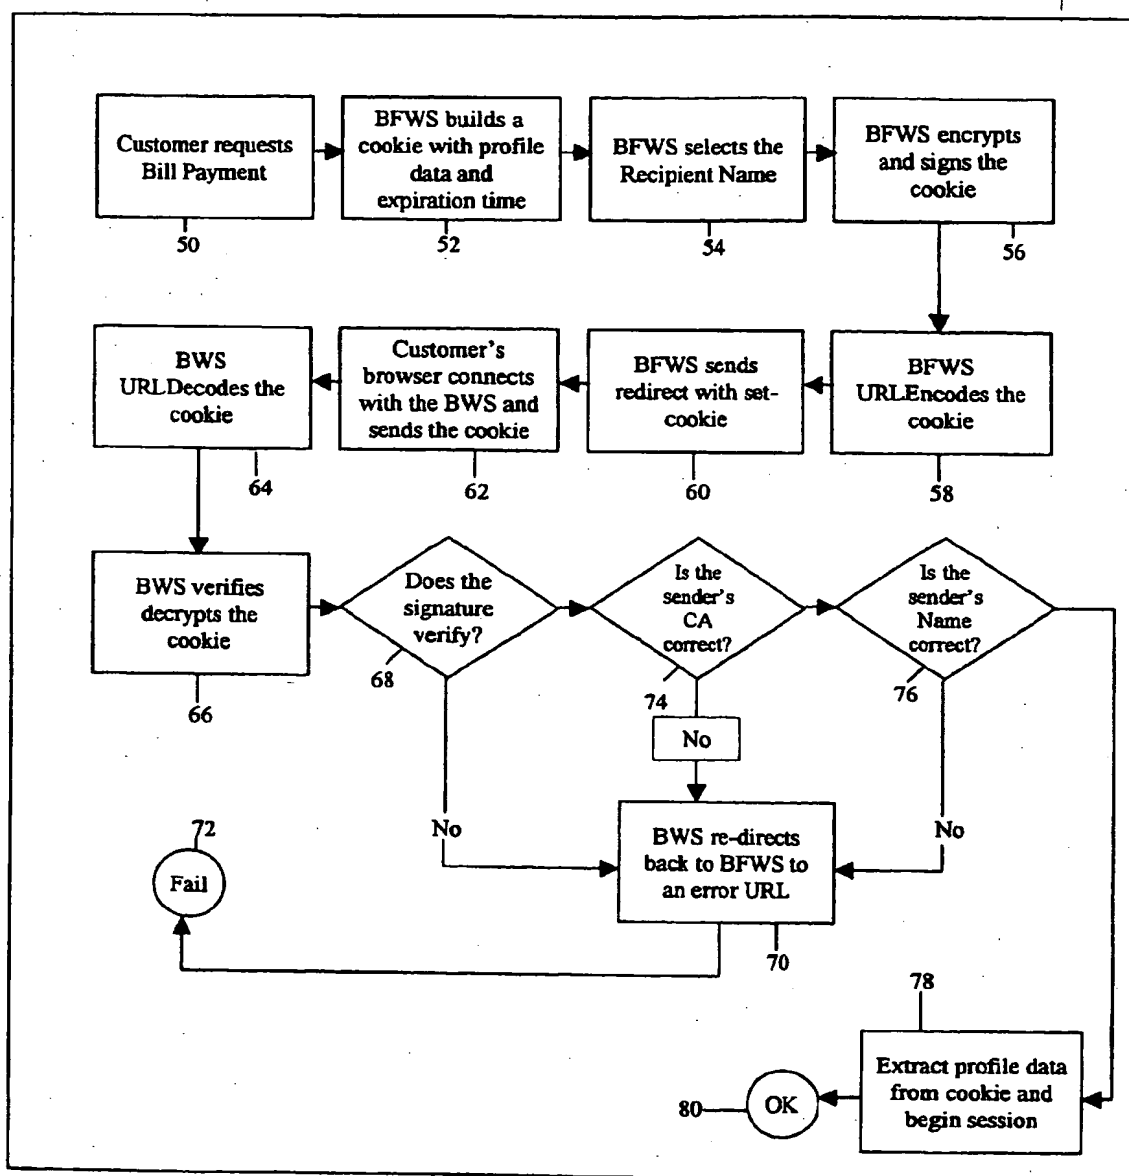 Customer requests
Bill Payment
50
BFWS builds a
cookie with profile
data and
expiration time
52
BFWS selects the
Recipient Name
54
BFWS encrypts
and signs the
cookie
56
BWS
URLDecodes the
cookie
64
Customer's
browser connects
with the BWS and
sends the cookie
62
BFWS sends
redirect with set-
cookie
60
BFWS
URLEncodes the
cookie
58
BWS verifies
decrypts the
cookie
66
Does the
signature
verify?
68
Is the
sender's
CA
correct?
74
Is the
sender's
Name
correct?
76
No
No
No
72
Fail
BWS re-directs
back to BFWS to
an error URL
70
78
Extract profile data
from cookie and
begin session
80
OK